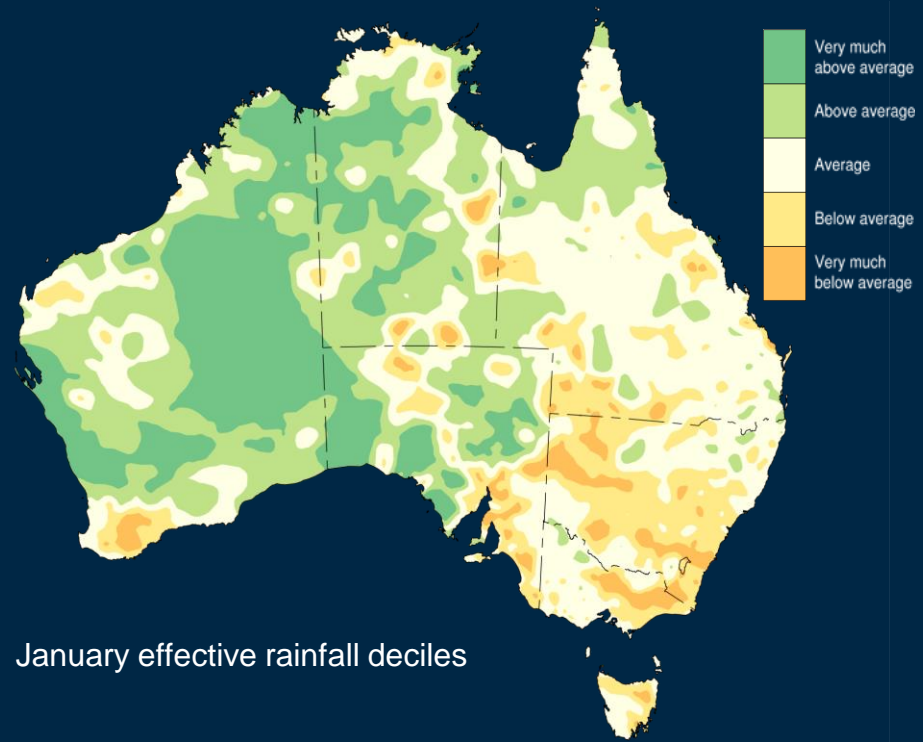 Very much
above average
Above average
Average
Below average
Very much
below average
January effective rainfall deciles